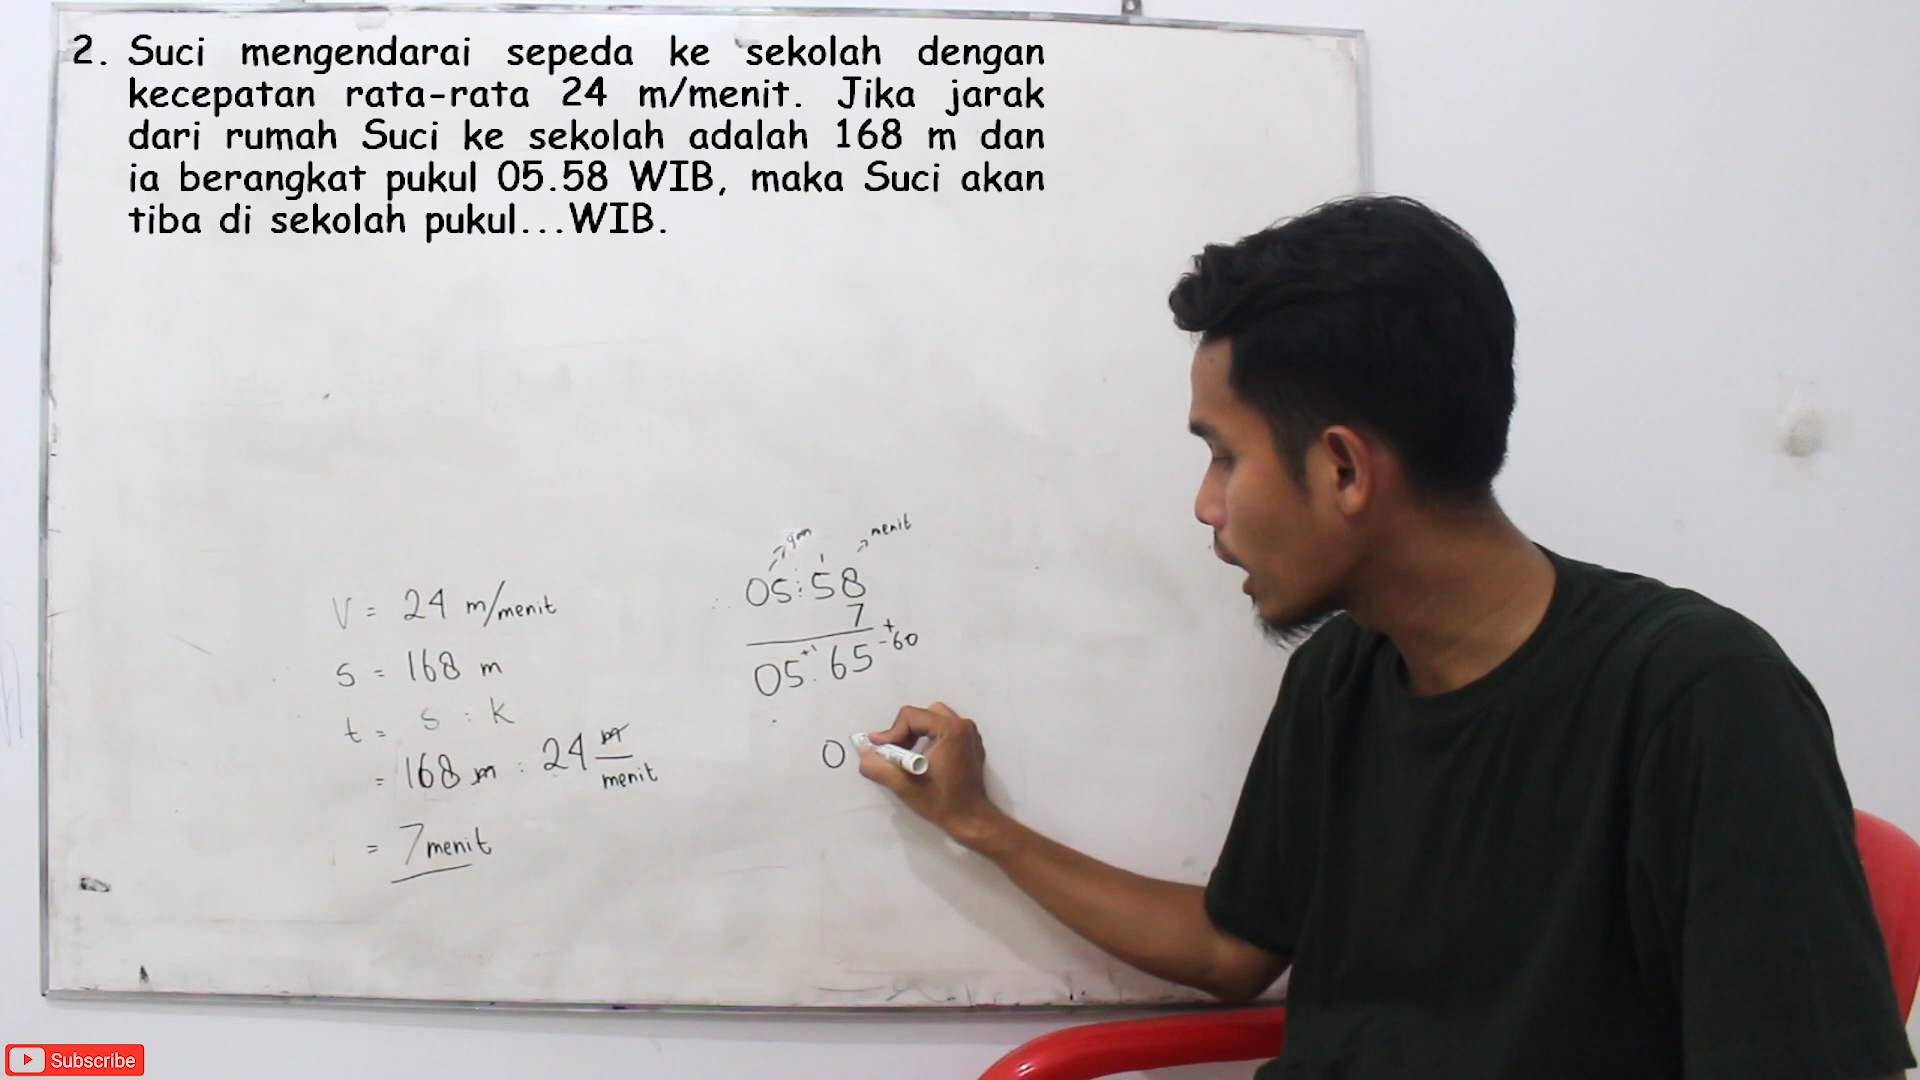 2. Suci mengendarai sepeda ke sekolah dengan
kecepatan rata-rata 24 m/menit. Jika jarak
dari rumah Suci ke sekolah adalah 168 m dan
ia berangkat pukul 05.58 WIB, maka Suci akan
tiba di sekolah pukul...WIB.
V = 24 m/menit
S = 168 m
t = S : K
= 168 m : 24 m/menit
= 7 menit
menit
1
05:58
7 +
05:65
+1
-60
0
Subscribe